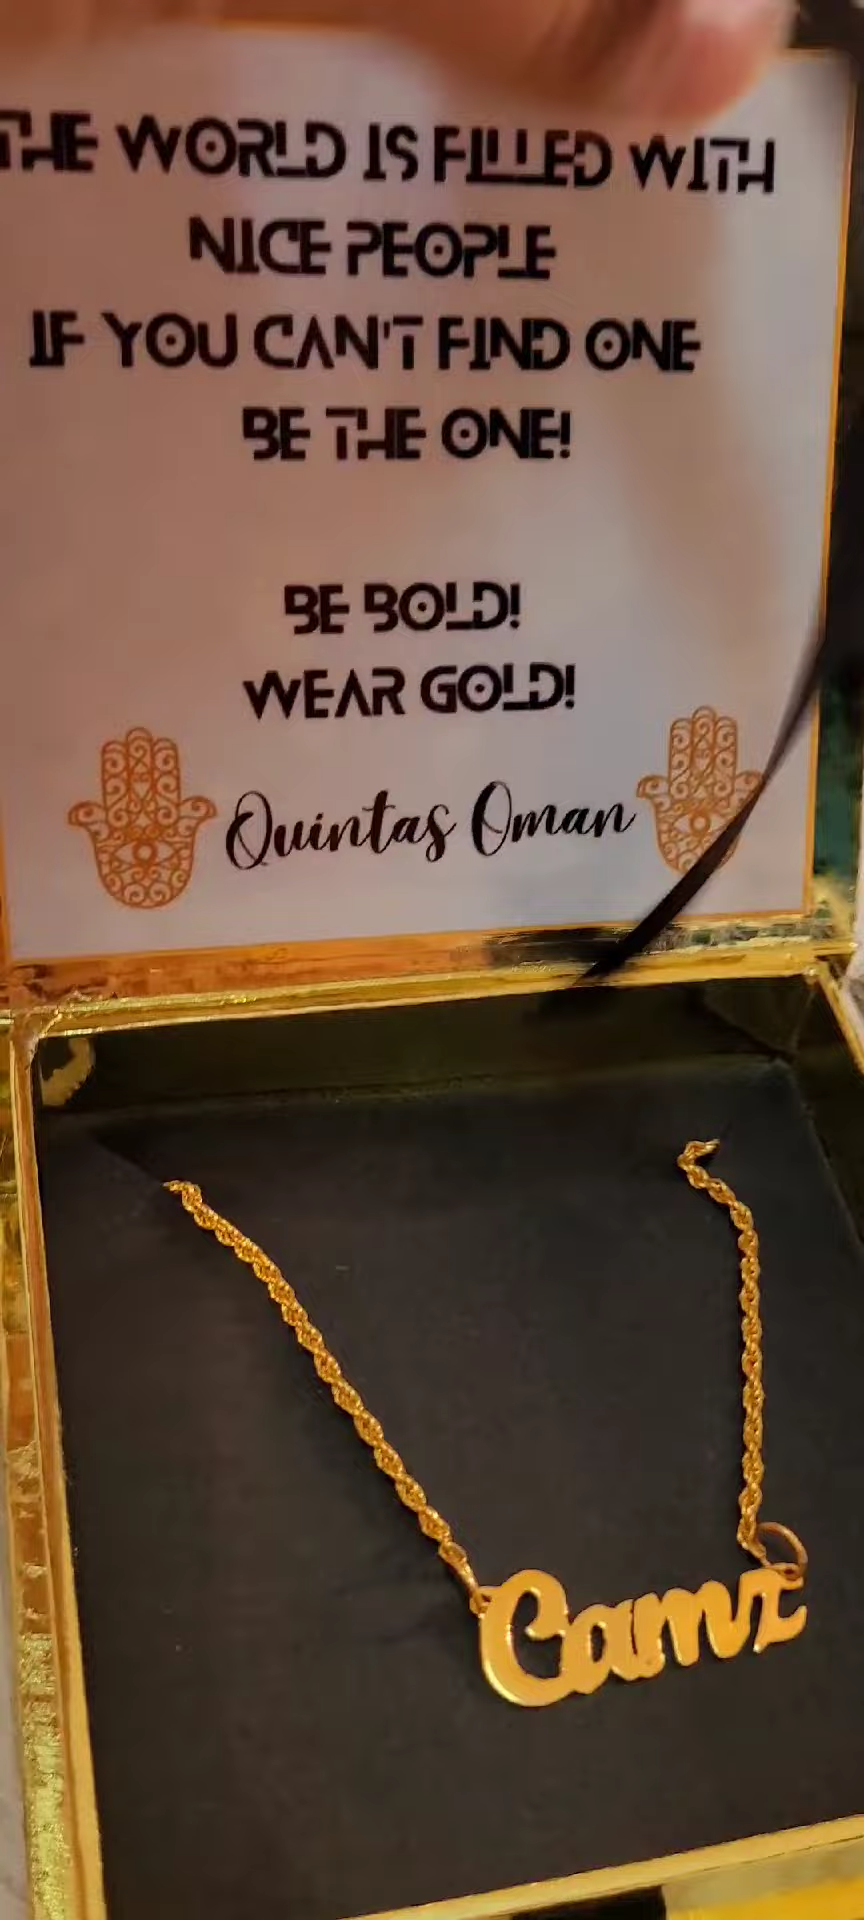 THE WORLD IS FILLED WITH
NICE PEOPLE
IF YOU CAN'T FIND ONE
BE THE ONE!
BE BOLD!
WEAR GOLD!
Quintas Oman
Camz